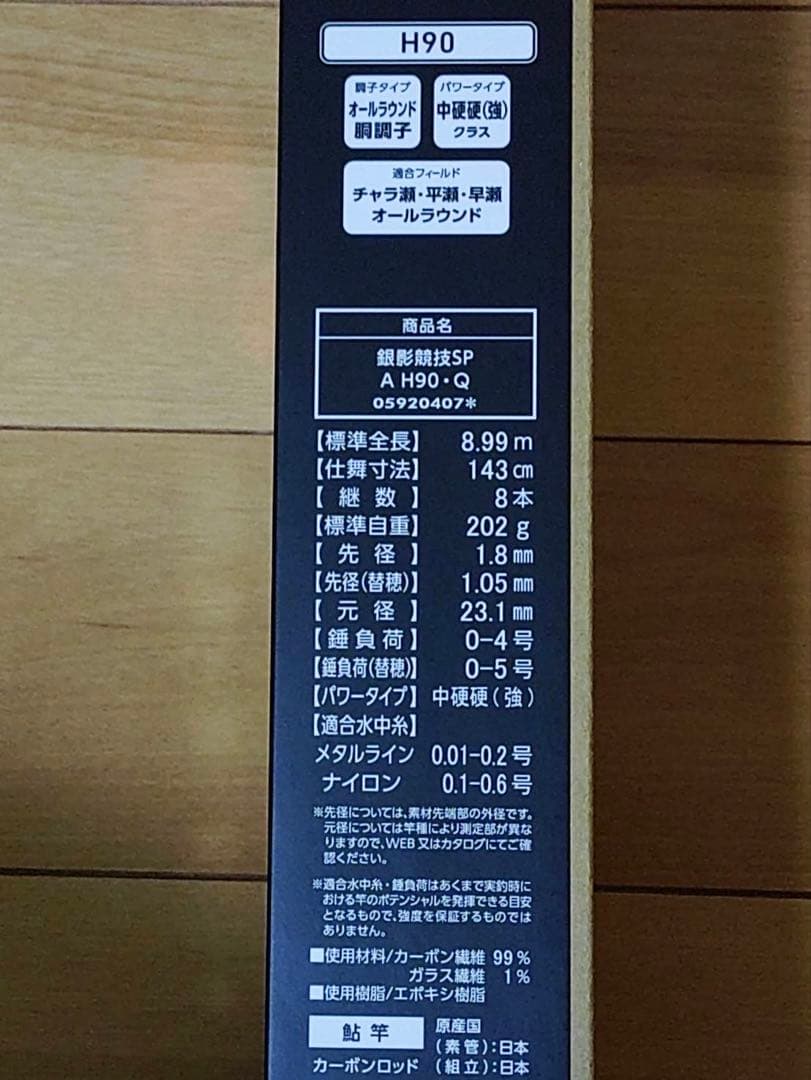 H90
調子タイプ
オールラウンド
胴調子
パワータイプ
中硬硬(強)
クラス
適合フィールド
チャラ瀬・平瀬・早瀬
オールラウンド
商品名
銀影競技SP
A H90・Q
05920407*
【標準全長】 8.99m
【仕舞寸法】 143cm
【継数】 8本
【標準自重】 202g
【先径】 1.8mm
【先径(替穂)】 1.05mm
【元径】 23.1mm
【錘負荷】 0-4号
【錘負荷(替穂)】 0-5号
【パワータイプ】 中硬硬(強)
【適合水中糸】
メタルライン 0.01-0.2号
ナイロン 0.1-0.6号
※先径については、素材先端部の外径です。
元径については竿種により測定部が異な
りますので、WEB又はカタログにてご確
認ください。
※適合水中糸・錘負荷はあくまで実釣時に
おける竿のポテンシャルを発揮できる目安
となるもので、強度を保証するものでは
ありません。
■使用材料/カーボン繊維 99%
ガラス繊維 1%
■使用樹脂/エポキシ樹脂
鮎竿
カーボンロッド
原産国
(素管):日本
(組立):日本